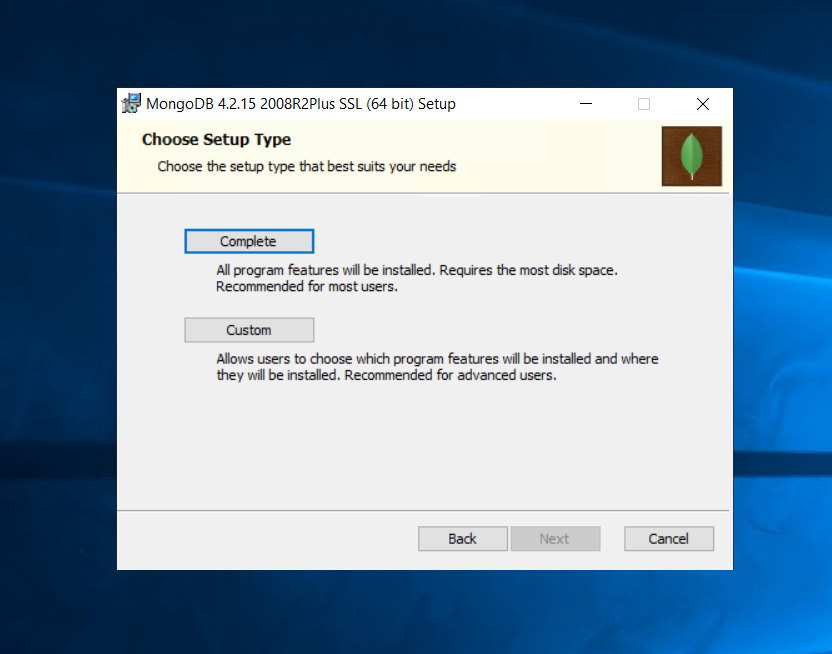 MongoDB 4.2.15 2008R2Plus SSL (64 bit) Setup
Choose Setup Type
Choose the setup type that best suits your needs
Complete
All program features will be installed. Requires the most disk space.
Recommended for most users.
Custom
Allows users to choose which program features will be installed and where
they will be installed. Recommended for advanced users.
Back Next Cancel